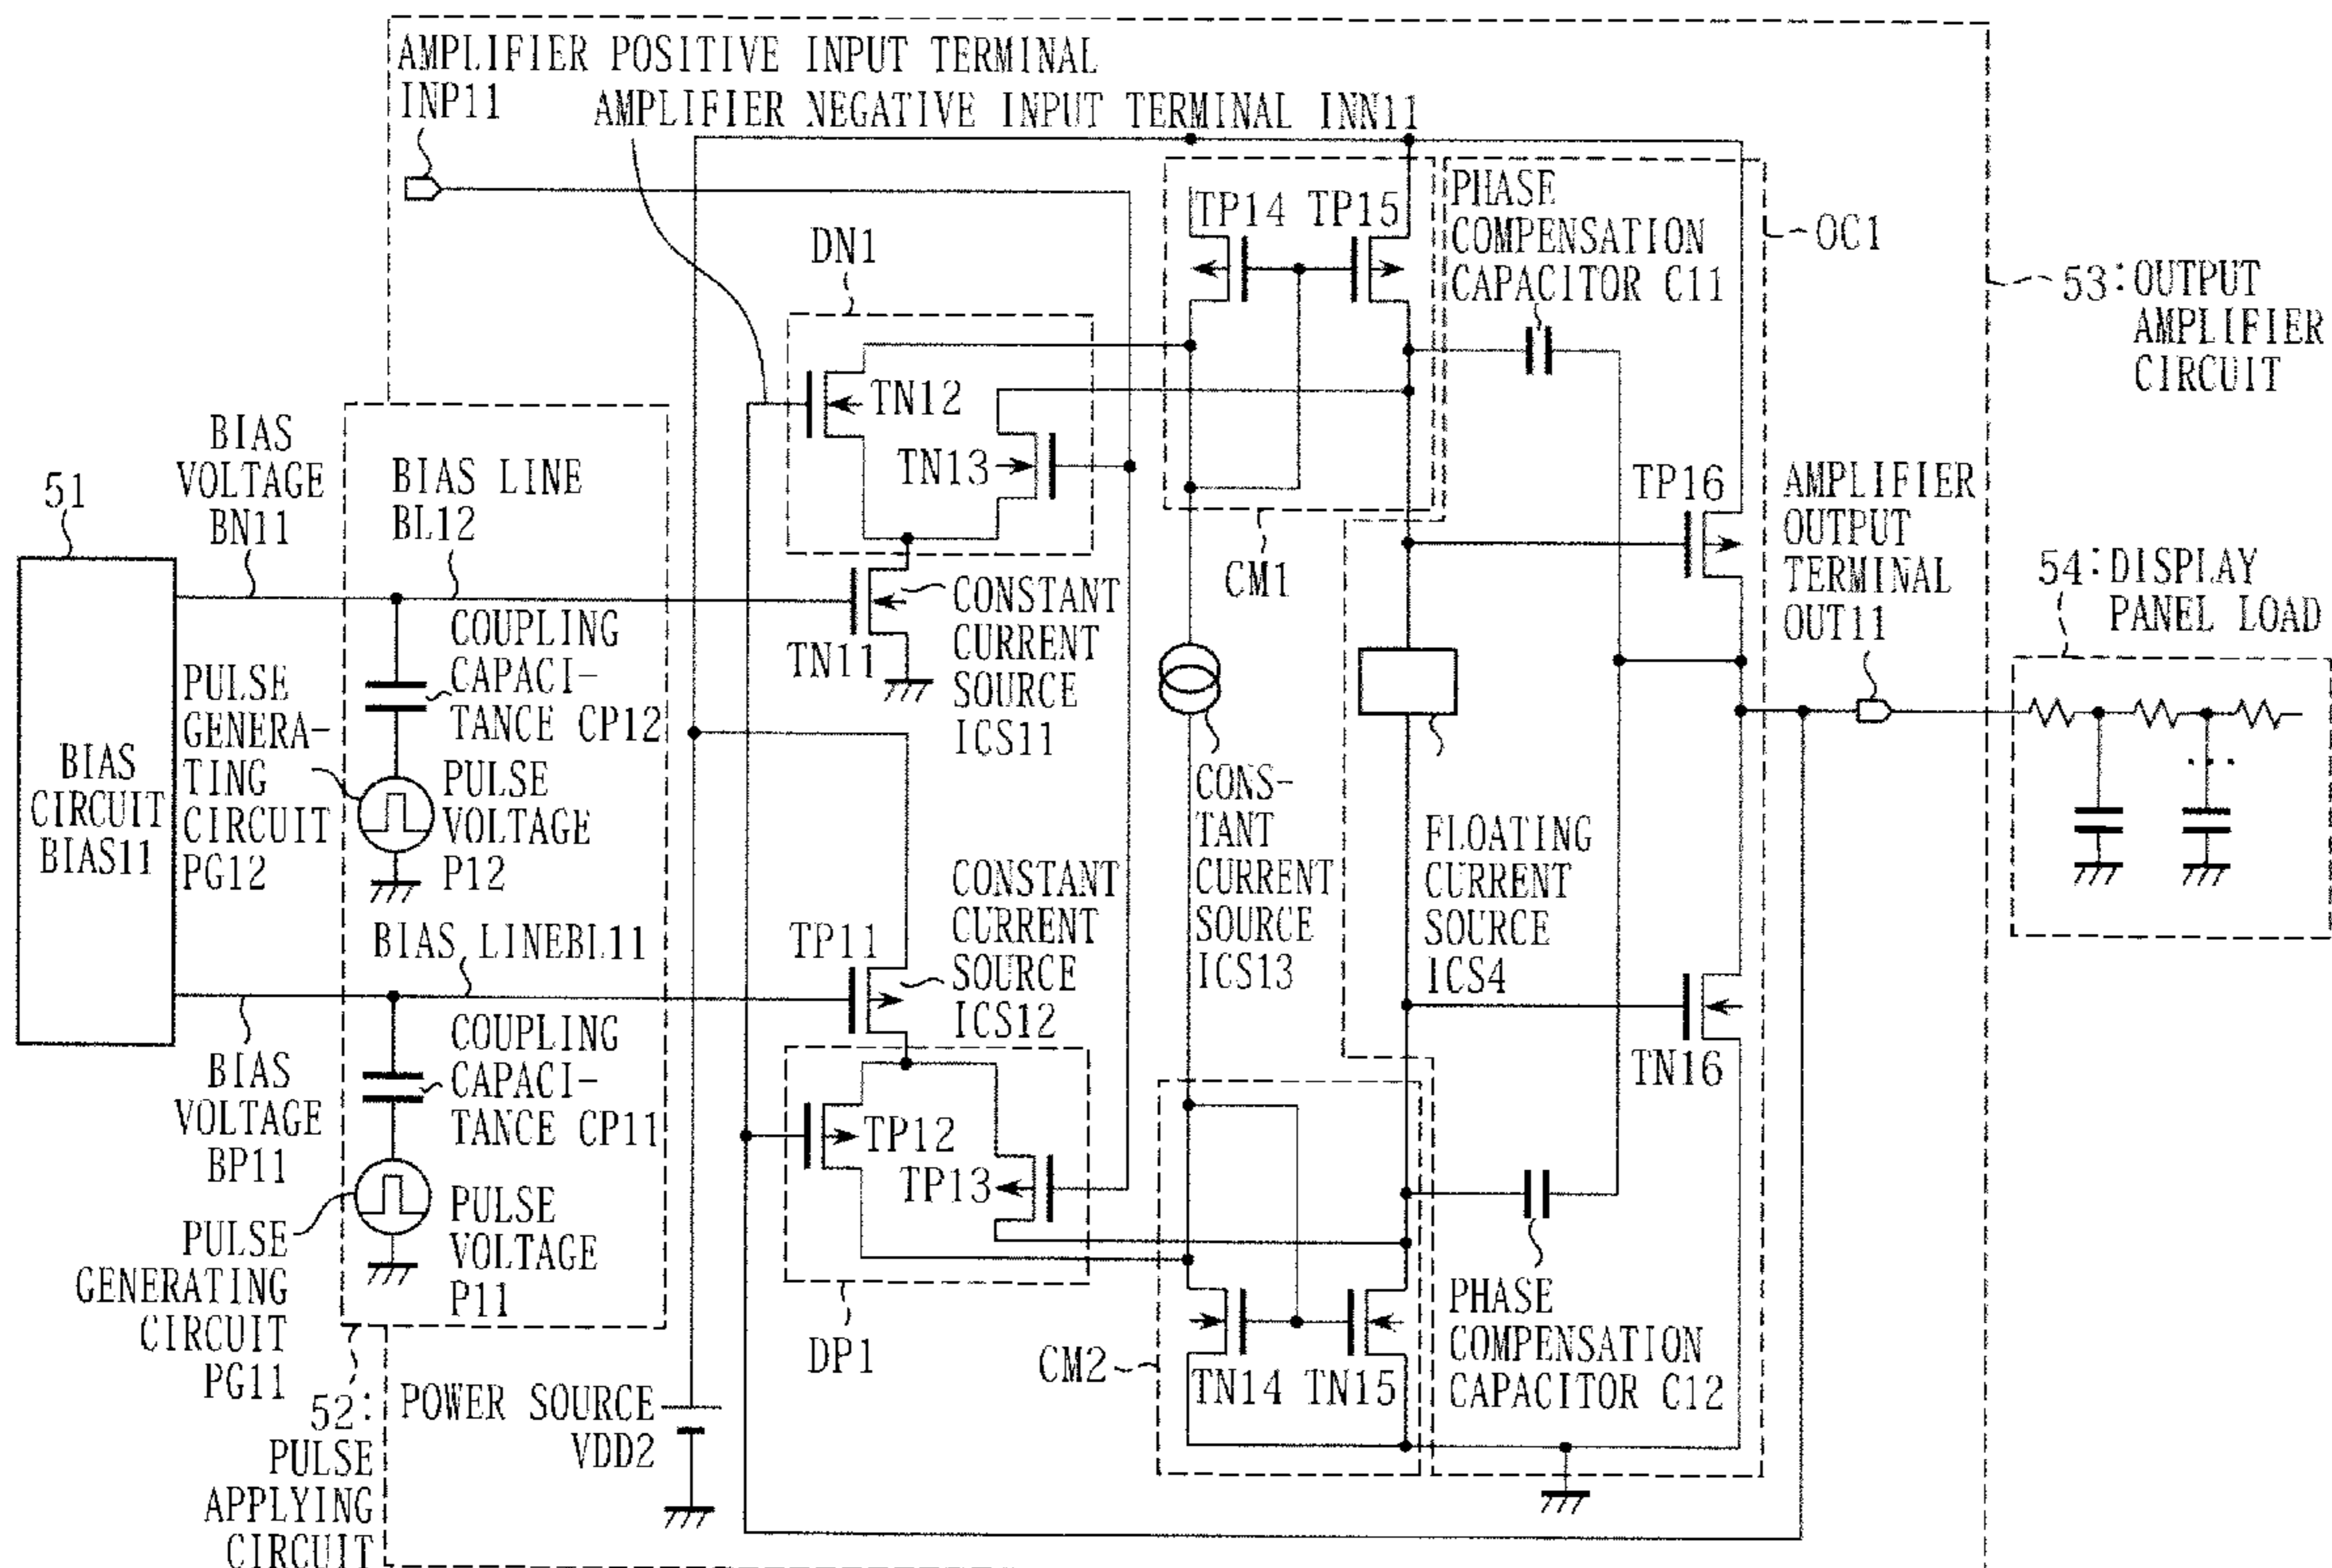 AMPLIFIER POSITIVE INPUT TERMINAL
INP11
AMPLIFIER NEGATIVE INPUT TERMINAL INN11
TP14
TP15
PHASE
COMPENSATION
CAPACITOR C11
OC1
53:OUTPUT
AMPLIFIER
CIRCUIT
DN1
TN12
TN13
CM1
TP16
AMPLIFIER
OUTPUT
TERMINAL
OUT11
54:DISPLAY
PANEL LOAD
...
51
BIAS
VOLTAGE
BN11
BIAS LINE
BL12
BIAS
CIRCUIT
BIAS11
COUPLING
CAPACI-
TANCE CP12
PULSE
GENERA-
TING
CIRCUIT
PG12
PULSE
VOLTAGE
P12
TN11
CONSTANT
CURRENT
SOURCE
ICS11
CONS-
TANT
CURRENT
SOURCE
ICS13
FLOATING
CURRENT
SOURCE
ICS4
BIAS LINEBL11
TP11
CONSTANT
CURRENT
SOURCE
ICS12
BIAS
VOLTAGE
BP11
COUPLING
CAPACI-
TANCE CP11
PULSE
VOLTAGE
P11
PULSE
GENERATING
CIRCUIT
PG11
TP12
TP13
DP1
TN16
CM2
TN14
TN15
PHASE
COMPENSATION
CAPACITOR C12
52:
PULSE
APPLYING
CIRCUIT
POWER SOURCE
VDD2